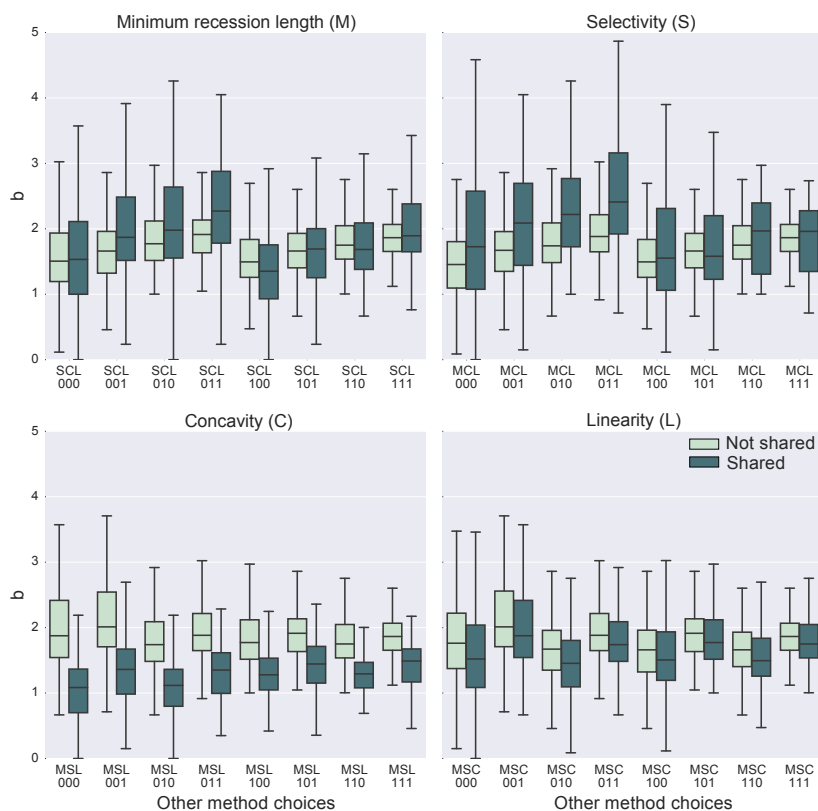 Minimum recession length (M)
Selectivity (S)
5
4
3
2
1
0
b
SCL SCL SCL SCL SCL SCL SCL SCL
000 001 010 011 100 101 110 111
MCL MCL MCL MCL MCL MCL MCL MCL
000 001 010 011 100 101 110 111
Concavity (C)
Linearity (L)
5
4
3
2
1
0
b
Not shared
Shared
MSL MSL MSL MSL MSL MSL MSL MSL
000 001 010 011 100 101 110 111
Other method choices
MSC MSC MSC MSC MSC MSC MSC MSC
000 001 010 011 100 101 110 111
Other method choices